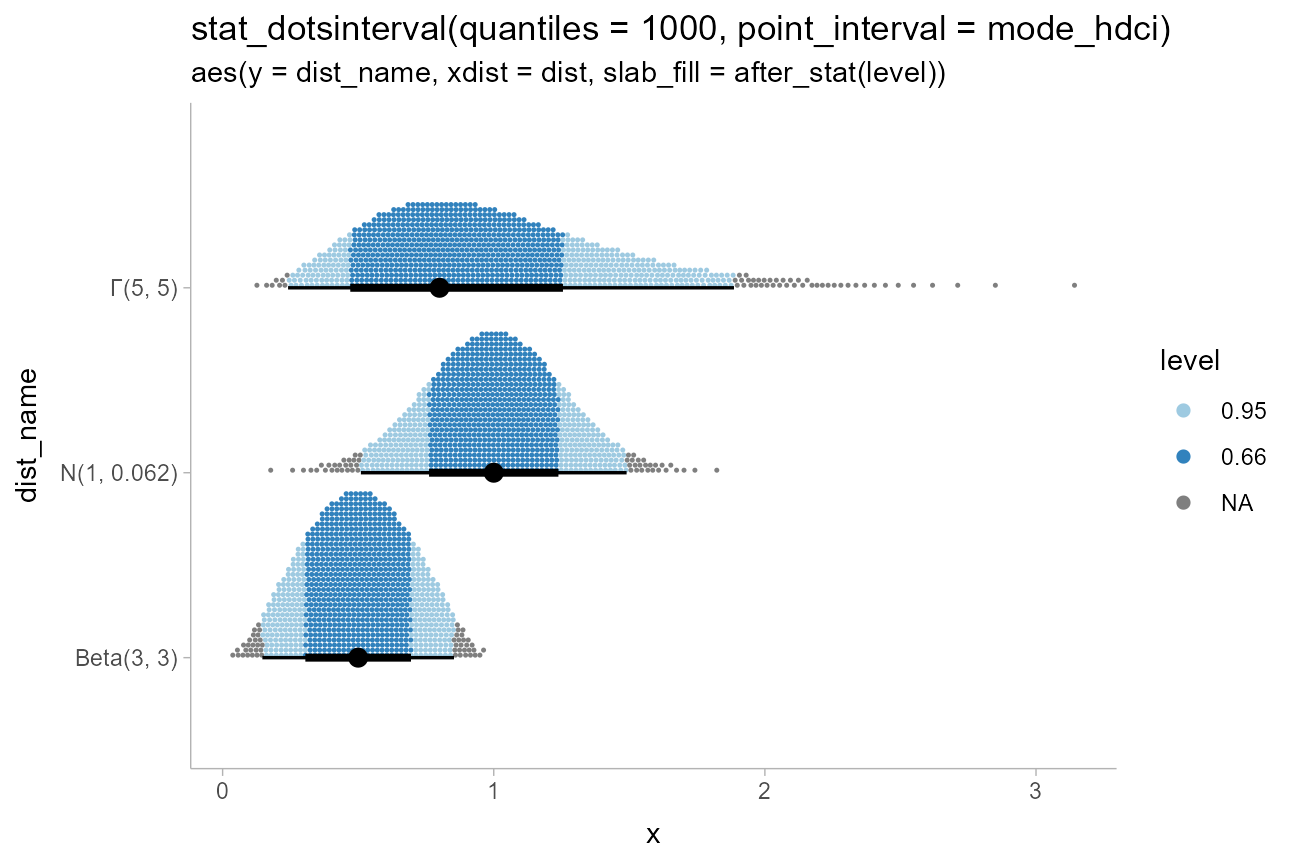 stat_dotsinterval(quantiles = 1000, point_interval = mode_hdci)
aes(y = dist_name, xdist = dist, slab_fill = after_stat(level))
dist_name
Γ(5, 5)
N(1, 0.062)
Beta(3, 3)
0
1
2
3
x
level
0.95
0.66
NA